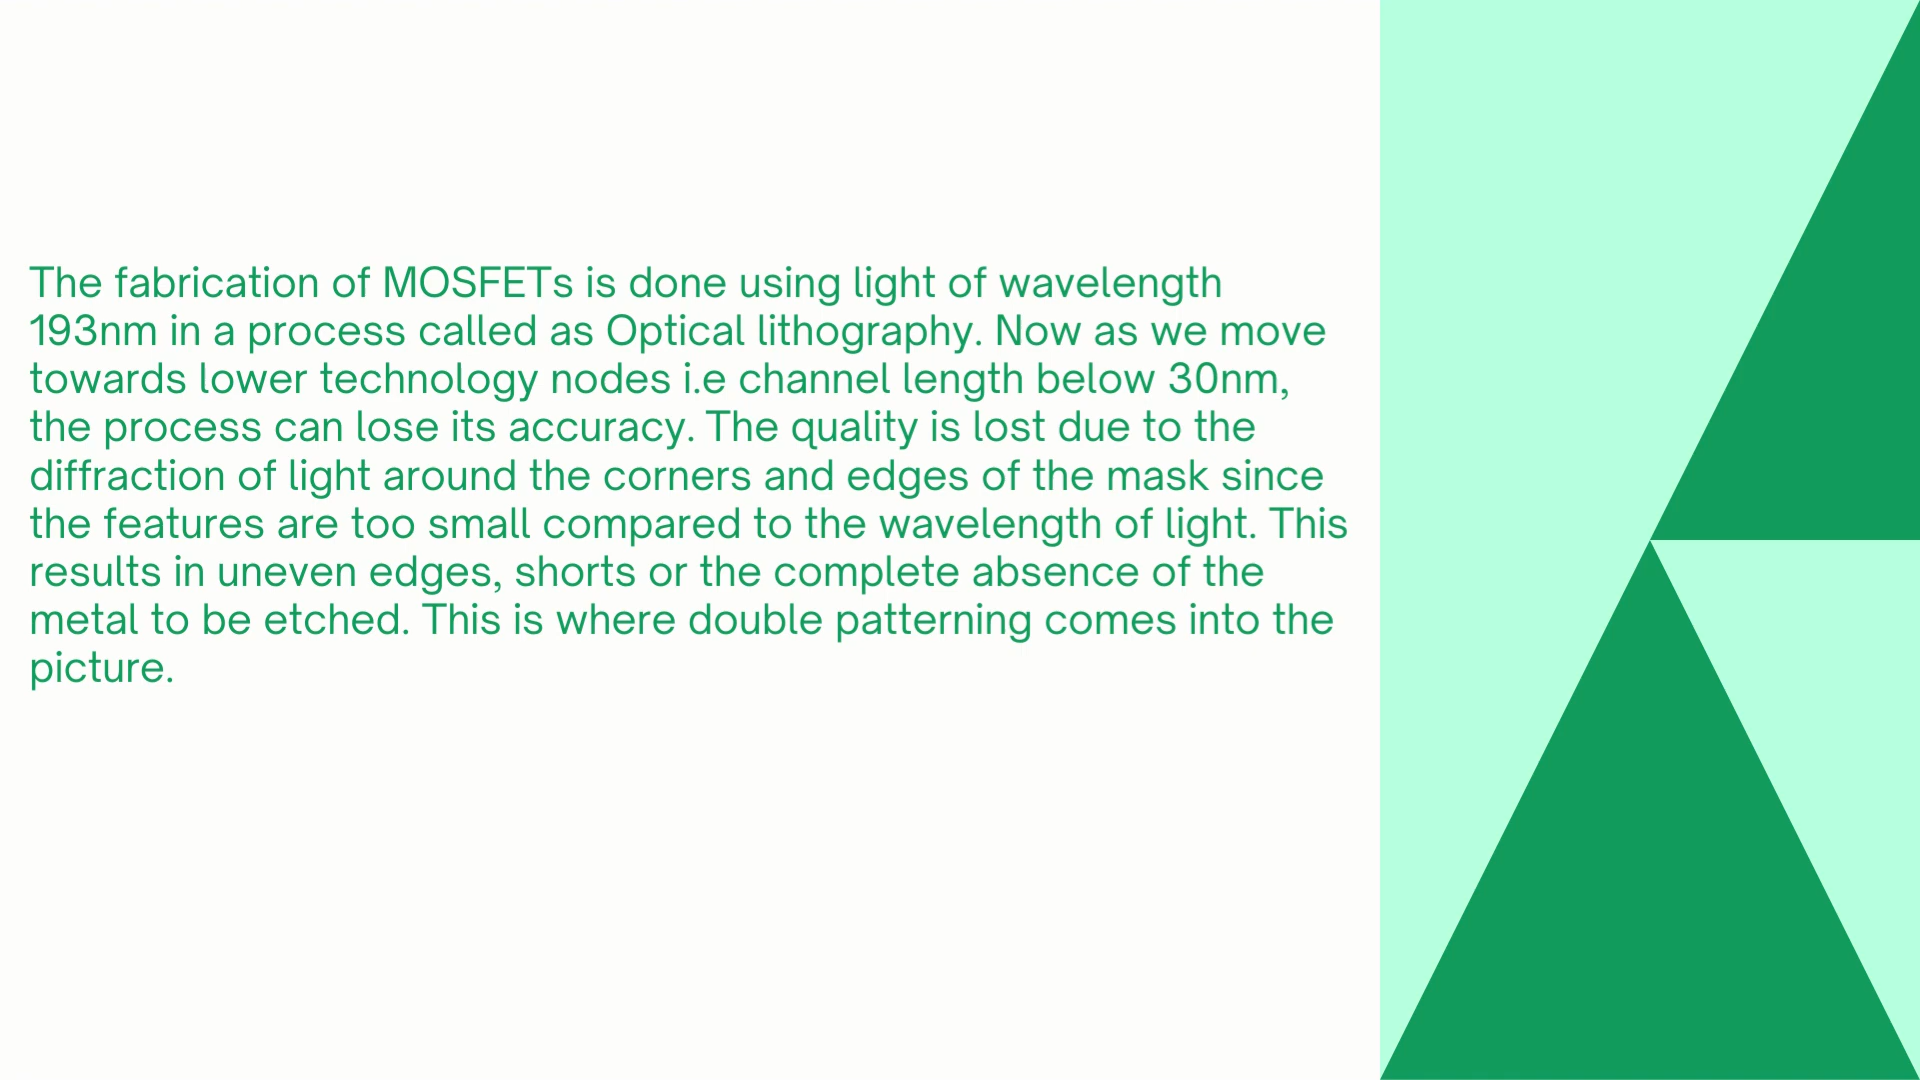 The fabrication of MOSFETs is done using light of wavelength
193nm in a process called as Optical lithography. Now as we move
towards lower technology nodes i.e channel length below 30nm,
the process can lose its accuracy. The quality is lost due to the
diffraction of light around the corners and edges of the mask since
the features are too small compared to the wavelength of light. This
results in uneven edges, shorts or the complete absence of the
metal to be etched. This is where double patterning comes into the
picture.